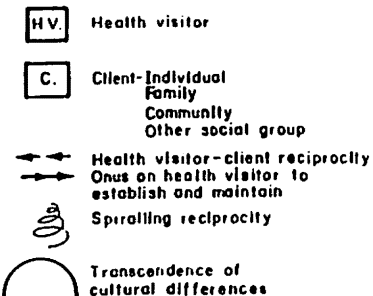 H V. Health visitor
C. Client-Individual
Family
Community
Other social group
Health visitor-client reciprocity
Onus on health visitor to
establish and maintain
Spiralling reciprocity
Transcendence of
cultural differences